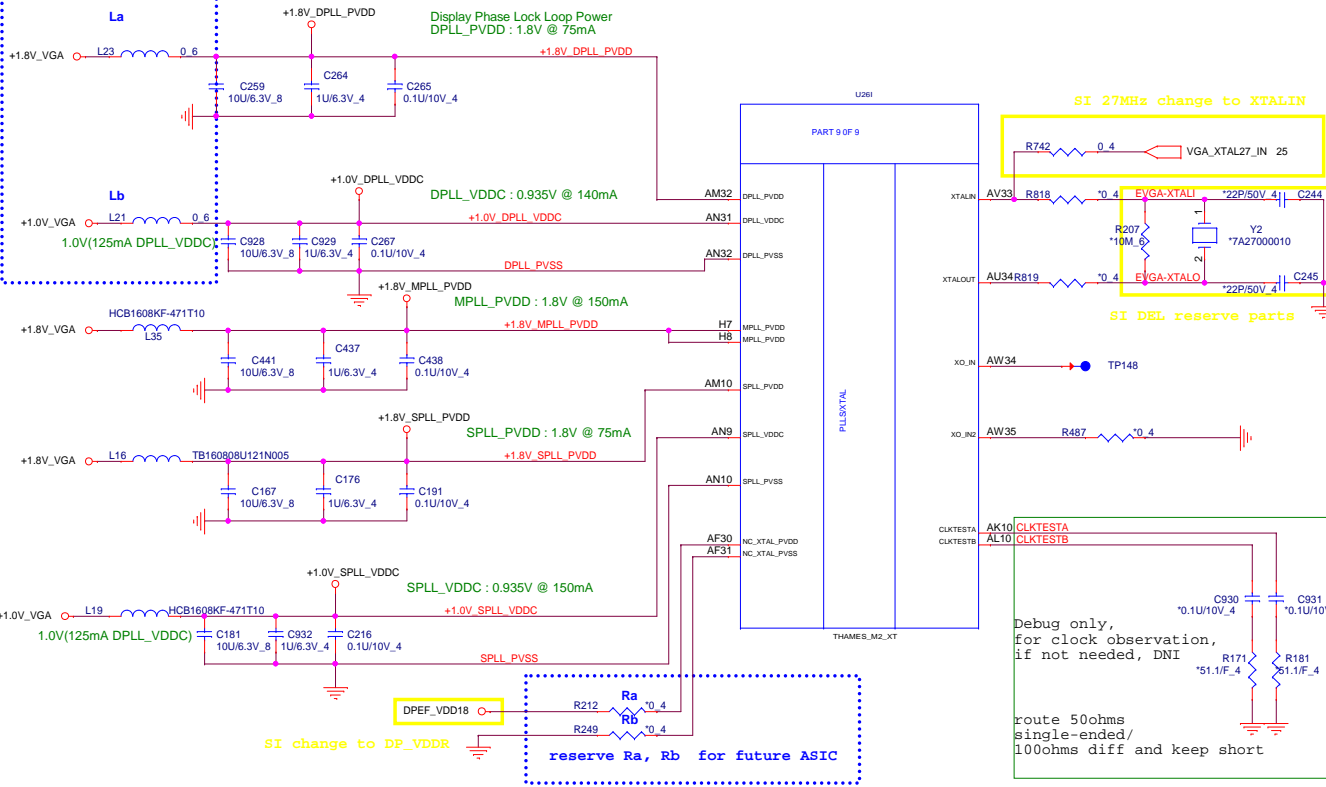 La
+1.8V_DPLL_PVDD
Display Phase Lock Loop Power
DPLL_PVDD : 1.8V @ 75mA
+1.8V_VGA
L23
0_6
+1.8V_DPLL_PVDD
C259
10U/6.3V_8
C264
1U/6.3V_4
C265
0.1U/10V_4
U26I
PART 9 0F 9
SI 27MHz change to XTALIN
R742
0_4
VGA_XTAL27_IN 25
Lb
+1.0V_DPLL_VDDC
DPLL_VDDC : 0.935V @ 140mA
+1.0V_VGA
L21
0_6
+1.0V_DPLL_VDDC
1.0V(125mA DPLL_VDDC)
C928
10U/6.3V_8
C929
1U/6.3V_4
C267
0.1U/10V_4
DPLL_PVSS
AM32
DPLL_PVDD
AN31
DPLL_VDDC
AN32
DPLL_PVSS
XTALIN
AV33
R818
*0_4
EVGA-XTALI
*22P/50V_4
C244
R207
*10M_6
1
2
Y2
*7A27000010
XTALOUT
AU34
R819
*0_4
EVGA-XTALO
*22P/50V_4
C245
SI DEL reserve parts
+1.8V_MPLL_PVDD
MPLL_PVDD : 1.8V @ 150mA
HCB1608KF-471T10
+1.8V_VGA
L35
+1.8V_MPLL_PVDD
C441
10U/6.3V_8
C437
1U/6.3V_4
C438
0.1U/10V_4
H7
MPLL_PVDD
H8
MPLL_PVDD
XO_IN
AW34
TP148
AM10
SPLL_PVDD
PLLS/XTAL
+1.8V_SPLL_PVDD
SPLL_PVDD : 1.8V @ 75mA
+1.8V_VGA
L16
TB160808U121N005
+1.8V_SPLL_PVDD
C167
10U/6.3V_8
C176
1U/6.3V_4
C191
0.1U/10V_4
AN9
SPLL_VDDC
AN10
SPLL_PVSS
XO_IN2
AW35
R487
*0_4
AF30
NC_XTAL_PVDD
AF31
NC_XTAL_PVSS
CLKTESTA
AK10
CLKTESTA
CLKTESTB
AL10
CLKTESTB
+1.0V_SPLL_VDDC
SPLL_VDDC : 0.935V @ 150mA
+1.0V_VGA
L19
HCB1608KF-471T10
+1.0V_SPLL_VDDC
1.0V(125mA DPLL_VDDC)
C181
10U/6.3V_8
C932
1U/6.3V_4
C216
0.1U/10V_4
SPLL_PVSS
THAMES_M2_XT
C930
*0.1U/10V_4
C931
*0.1U/10V
Debug only,
for clock observation,
if not needed, DNI
R171
*51.1/F_4
R181
*51.1/F_4
route 50ohms
single-ended/
100ohms diff and keep short
DPEF_VDD18
SI change to DP_VDDR
Ra
R212
*0_4
Rb
R249
*0_4
reserve Ra, Rb for future ASIC